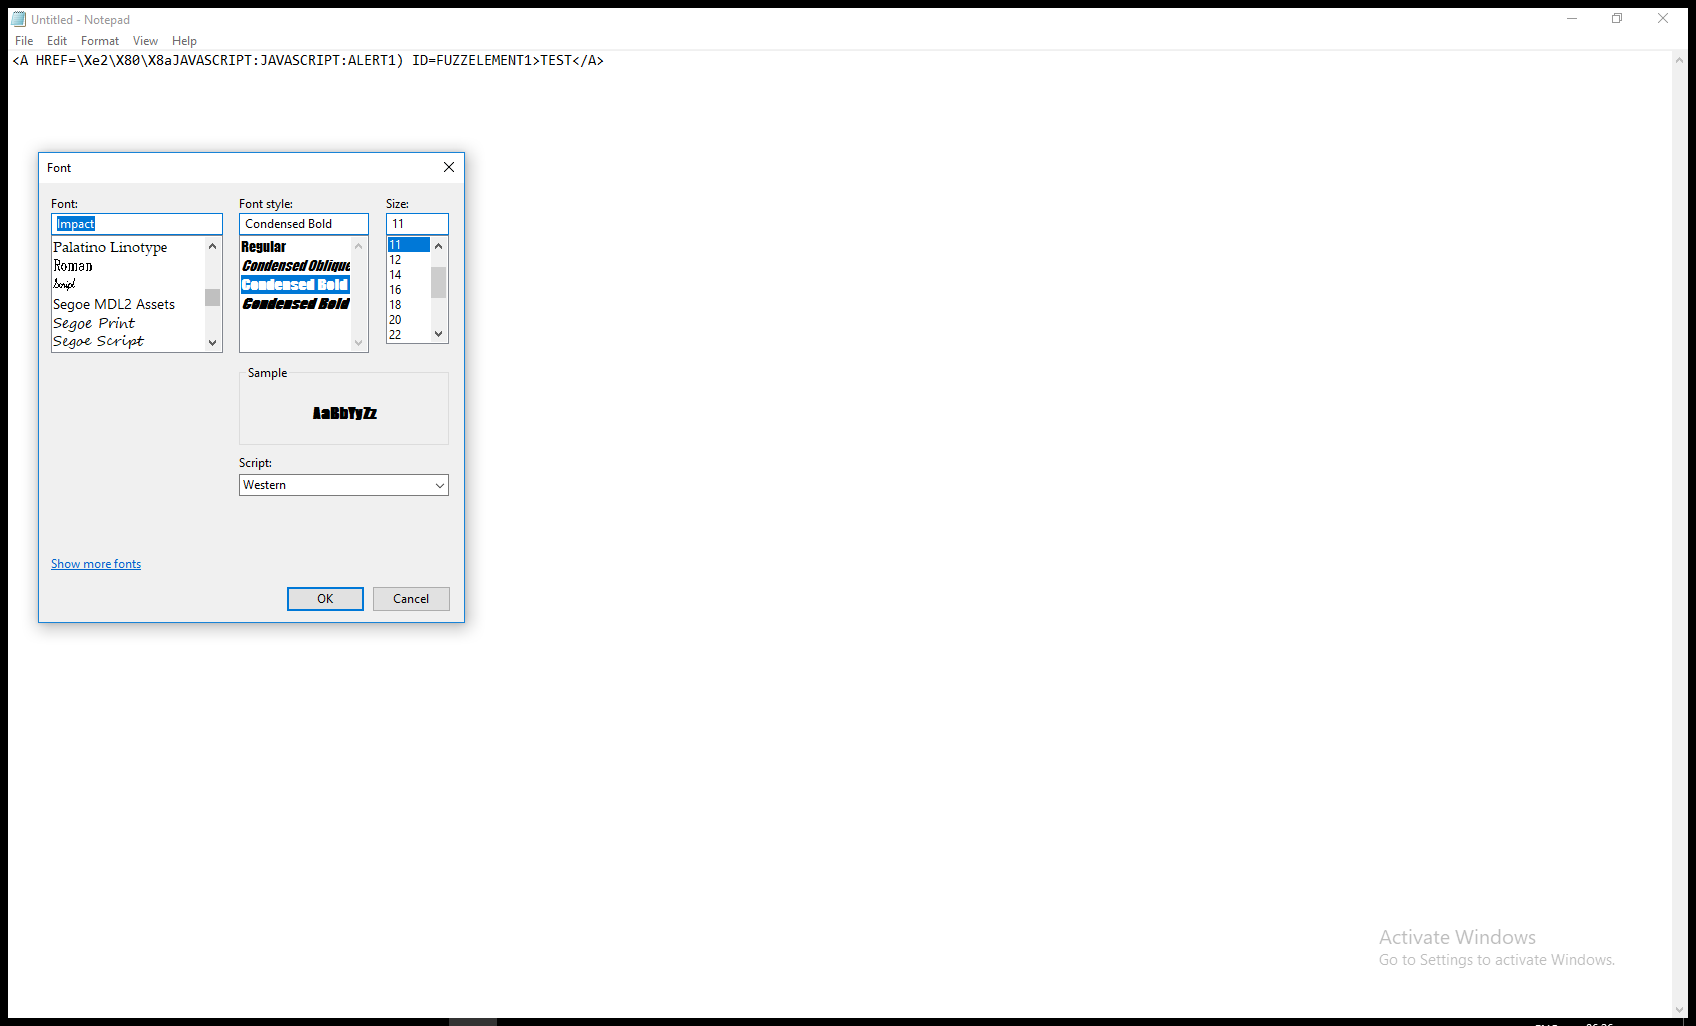 Untitled - Notepad
File Edit Format View Help
<A HREF=\Xe2\X80\X8aJAVASCRIPT:JAVASCRIPT:ALERT1) ID=FUZZELEMENT1>TEST</A>
Font
Font: Font style: Size:
Impact Condensed Bold 11
Palatino Linotype
Roman
Script
Segoe MDL2 Assets
Segoe Print
Segoe Script
Regular
Condensed Oblique
Condensed Bold
Condensed Bold
11
12
14
16
18
20
22
Sample
AaBbYyZz
Script:
Western
Show more fonts
OK Cancel
Activate Windows
Go to Settings to activate Windows.